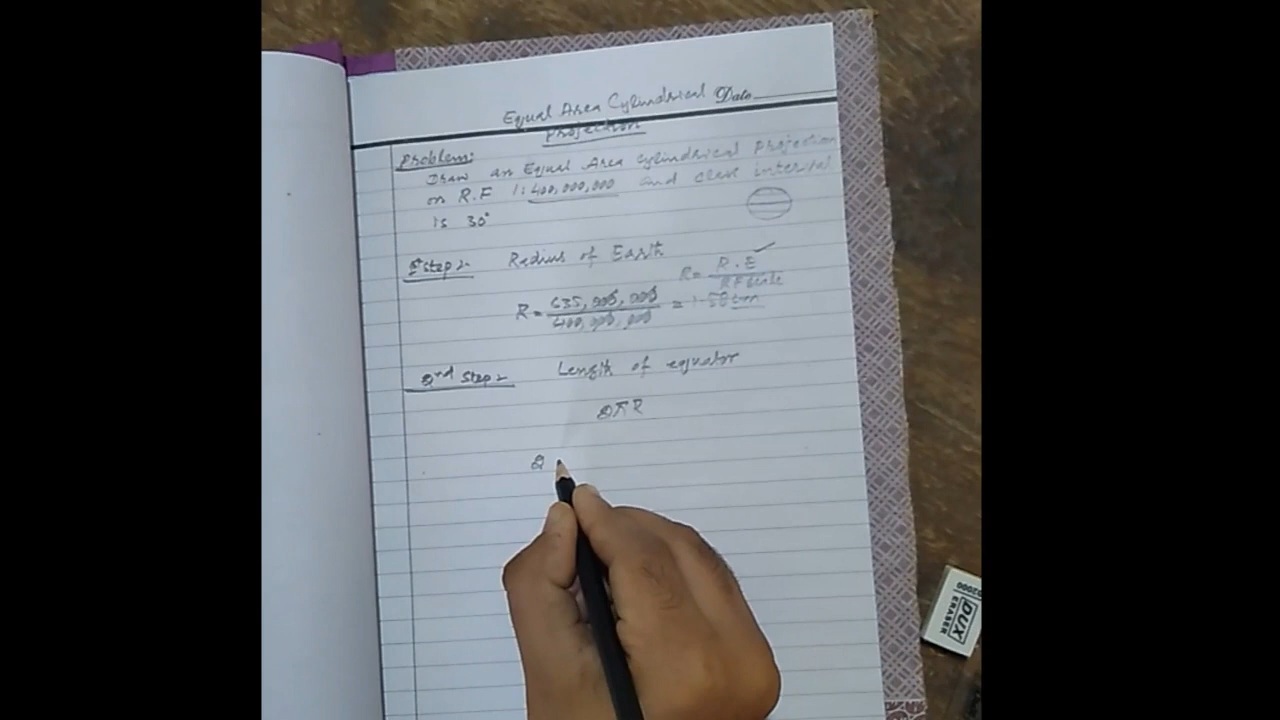 Equal Area Cylindrical Date
Projection
Problem:
Draw an Equal Area Cylindrical Projection
on R.F 1:400,000,000 and class interval
is 30°
1st Step:-
Radius of Earth
R = R.E / RF Scale
R = 635,000,000 / 400,000,000 = 1.58 cm
2nd Step:-
Length of equator
2πR
2
DUX
ERASER